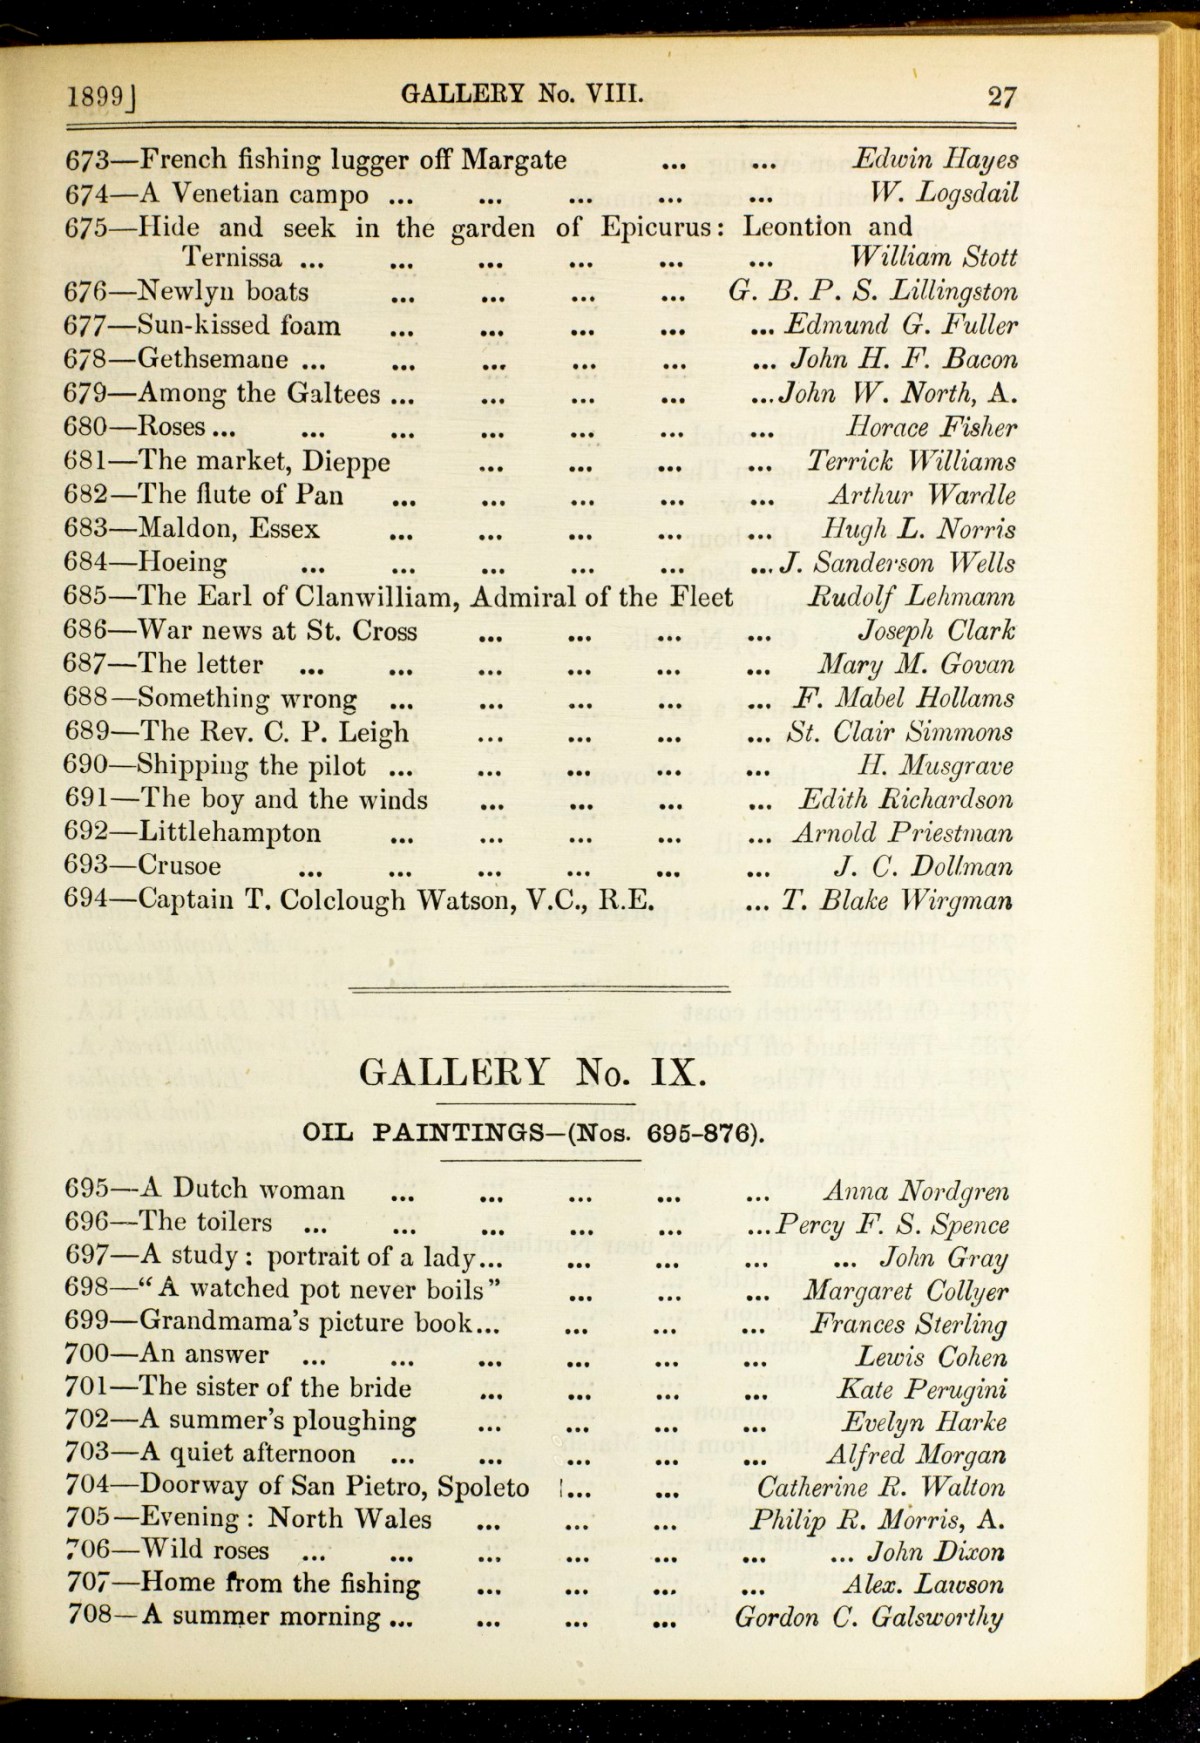 1899] GALLERY No. VIII. 27
673—French fishing lugger off Margate ... ... Edwin Hayes
674—A Venetian campo ... ... ... ... ... W. Logsdail
675—Hide and seek in the garden of Epicurus: Leontion and
Ternissa ... ... ... ... ... ... William Stott
676—Newlyn boats ... ... ... ... G. B. P. S. Lillingston
677—Sun-kissed foam ... ... ... ... ... Edmund G. Fuller
678—Gethsemane ... ... ... ... ... ... John H. F. Bacon
679—Among the Galtees ... ... ... ... ... John W. North, A.
680—Roses ... ... ... ... ... ... ... Horace Fisher
681—The market, Dieppe ... ... ... ... Terrick Williams
682—The flute of Pan ... ... ... ... ... Arthur Wardle
683—Maldon, Essex ... ... ... ... ... Hugh L. Norris
684—Hoeing ... ... ... ... ... ... J. Sanderson Wells
685—The Earl of Clanwilliam, Admiral of the Fleet Rudolf Lehmann
686—War news at St. Cross ... ... ... ... Joseph Clark
687—The letter ... ... ... ... ... ... Mary M. Govan
688—Something wrong ... ... ... ... ... F. Mabel Hollams
689—The Rev. C. P. Leigh ... ... ... ... St. Clair Simmons
690—Shipping the pilot ... ... ... ... ... H. Musgrave
691—The boy and the winds ... ... ... ... Edith Richardson
692—Littlehampton ... ... ... ... ... Arnold Priestman
693—Crusoe ... ... ... ... ... ... J. C. Dollman
694—Captain T. Colclough Watson, V.C., R.E. ... T. Blake Wirgman
GALLERY No. IX.
OIL PAINTINGS—(Nos. 695-876).
695—A Dutch woman ... ... ... ... ... Anna Nordgren
696—The toilers ... ... ... ... ... ... Percy F. S. Spence
697—A study: portrait of a lady... ... ... ... ... John Gray
698—“A watched pot never boils” ... ... ... Margaret Collyer
699—Grandmama's picture book... ... ... ... Frances Sterling
700—An answer ... ... ... ... ... ... Lewis Cohen
701—The sister of the bride ... ... ... ... Kate Perugini
702—A summer's ploughing ... ... ... ... Evelyn Harke
703—A quiet afternoon ... ... ... ... ... Alfred Morgan
704—Doorway of San Pietro, Spoleto ... ... Catherine R. Walton
705—Evening: North Wales ... ... ... Philip R. Morris, A.
706—Wild roses ... ... ... ... ... ... ... John Dixon
707—Home from the fishing ... ... ... ... Alex. Lawson
708—A summer morning ... ... ... ... Gordon C. Galsworthy